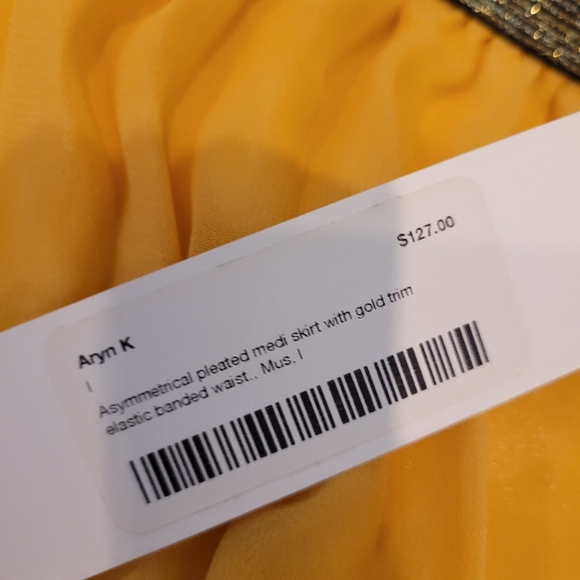 $127.00
Aryn K
l
Asymmetrical pleated medi skirt with gold trim
elastic banded waist.. Mus, l